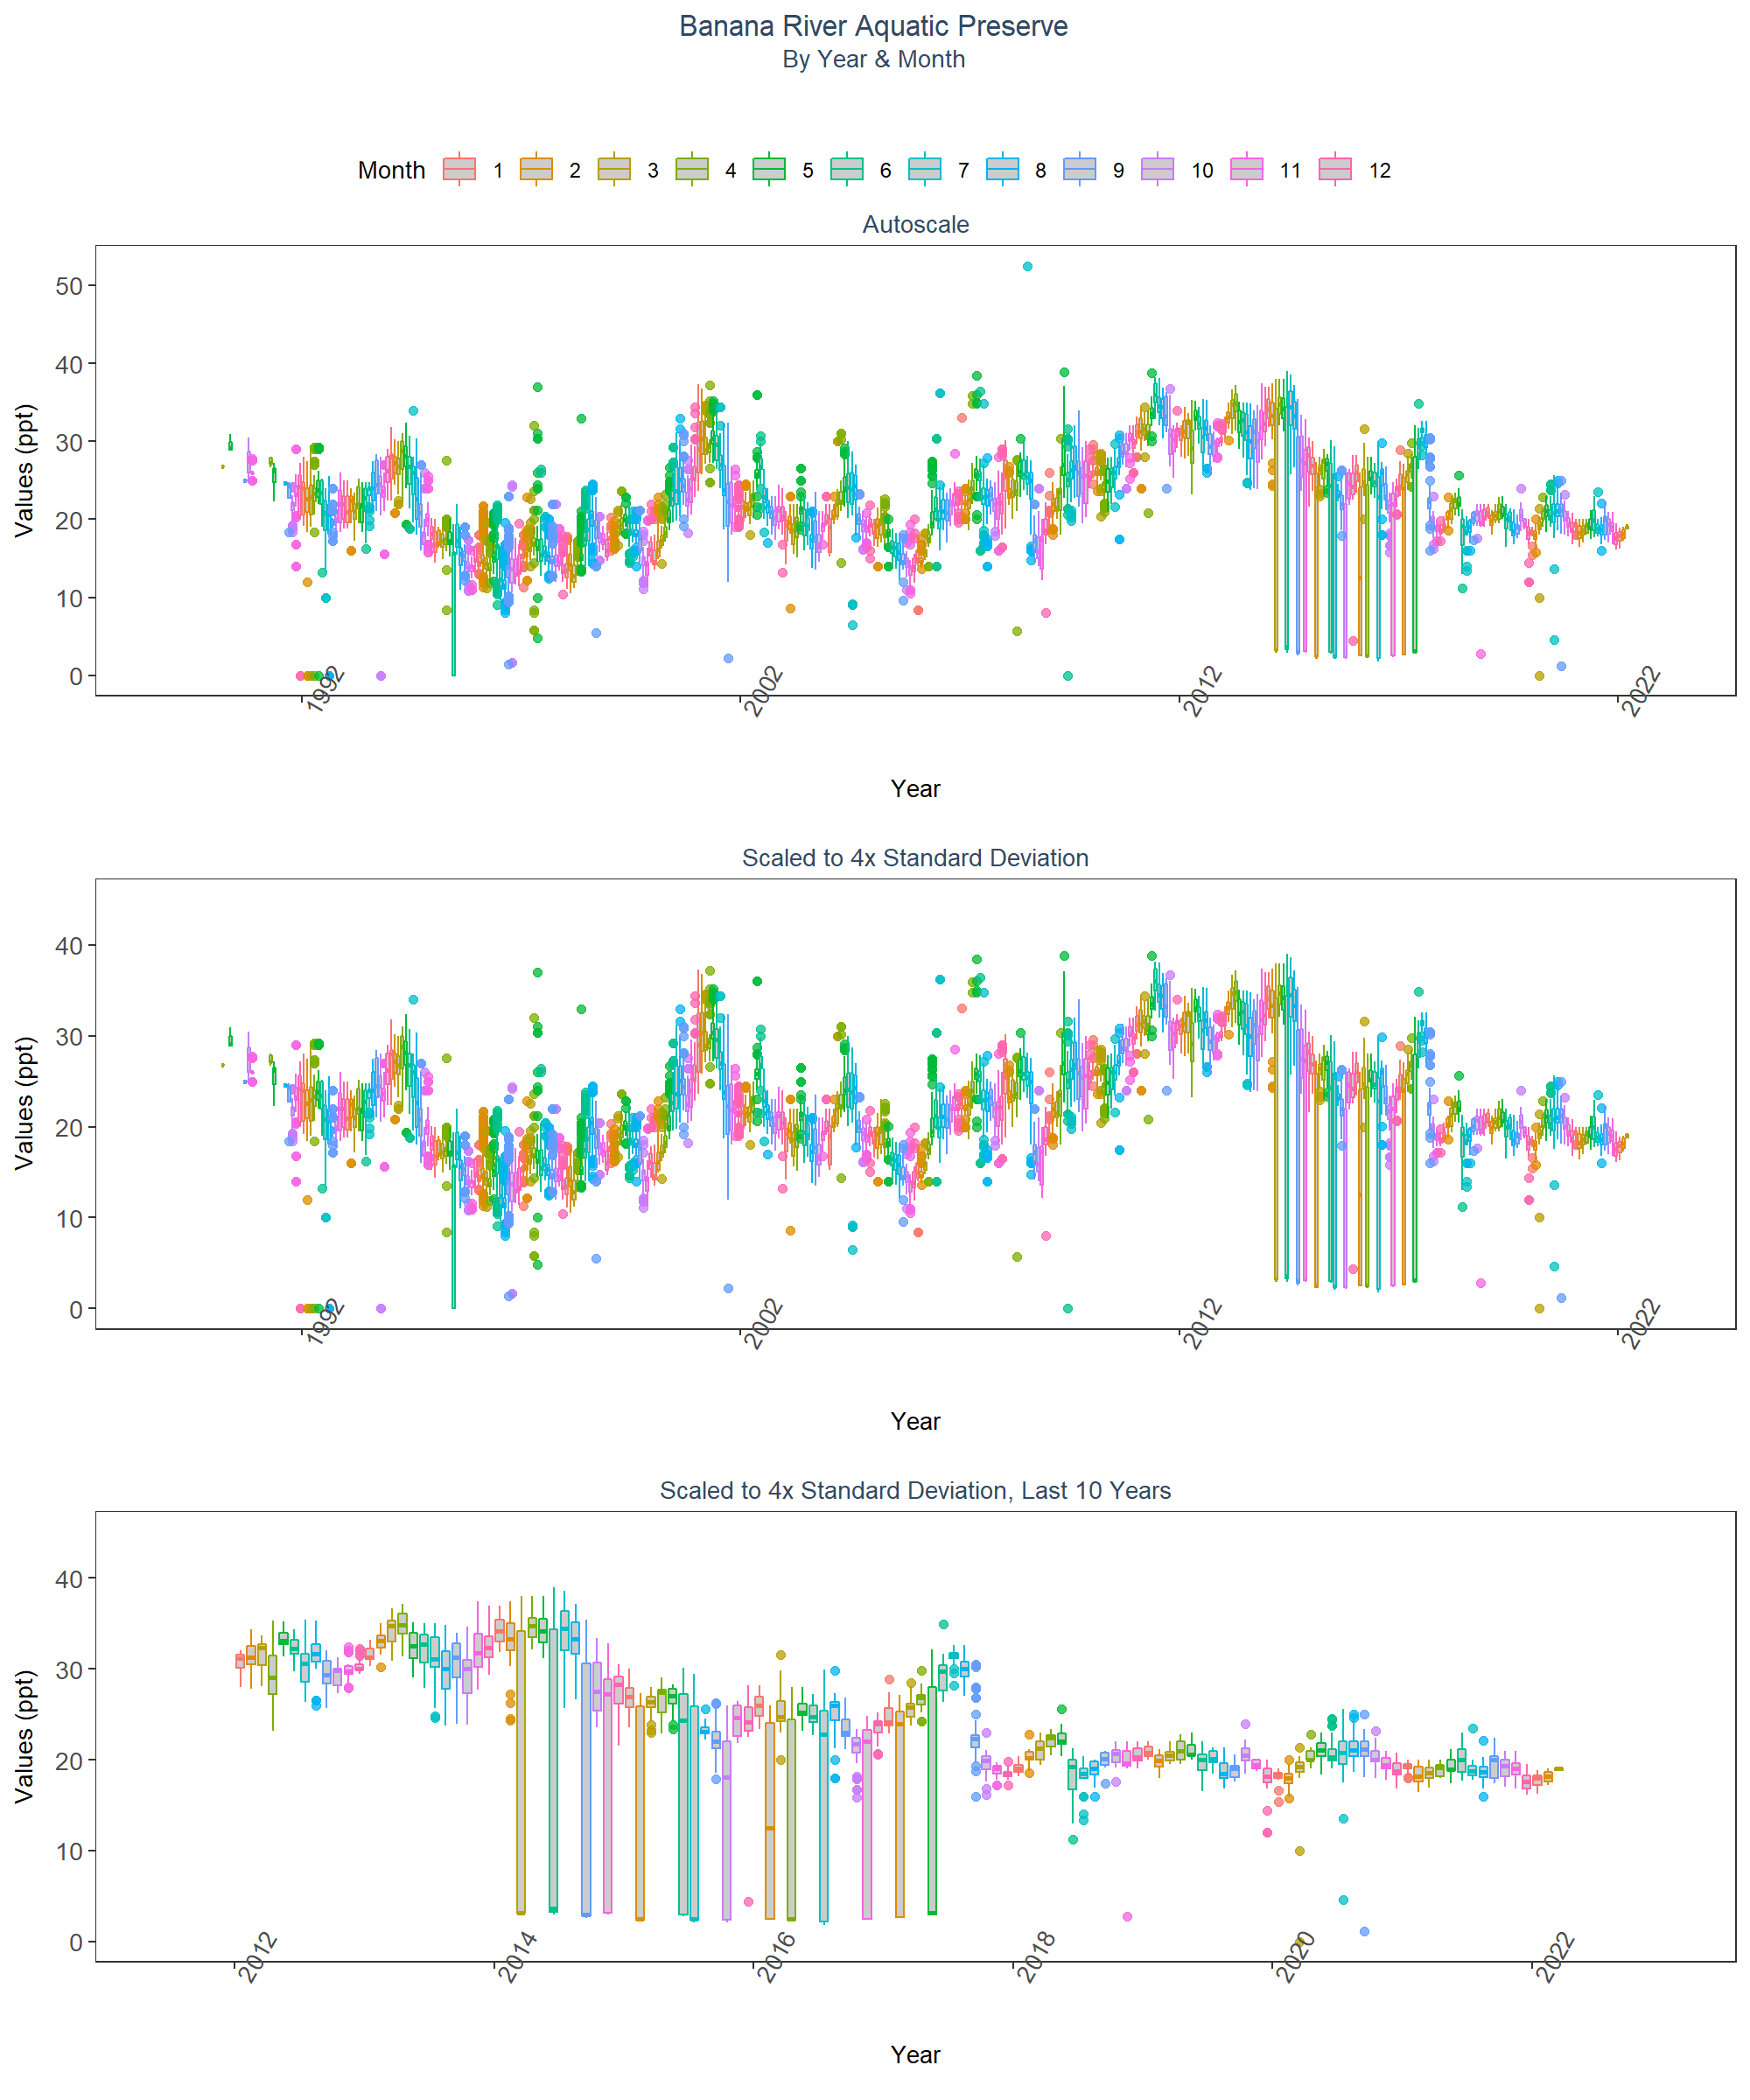 Banana River Aquatic Preserve
By Year & Month
Month 1 2 3 4 5 6 7 8 9 10 11 12
Autoscale
Values (ppt)
50
40
30
20
10
0
1992 2002 2012 2022
Year
Scaled to 4x Standard Deviation
Values (ppt)
40
30
20
10
0
1992 2002 2012 2022
Year
Scaled to 4x Standard Deviation, Last 10 Years
Values (ppt)
40
30
20
10
0
2012 2014 2016 2018 2020 2022
Year